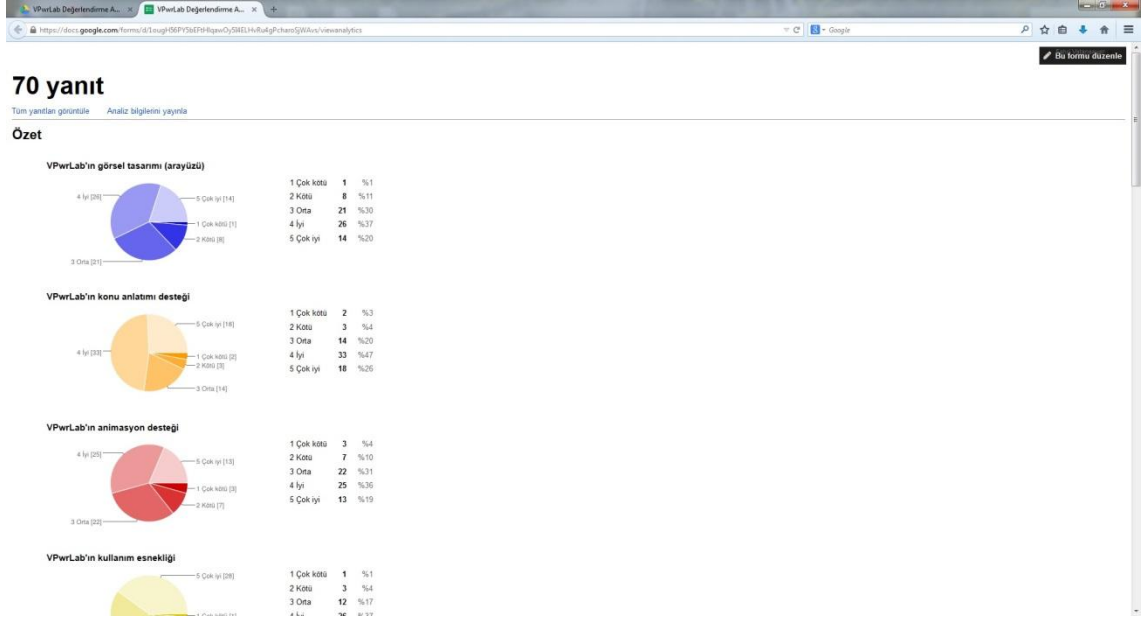 VPwrLab Değerlendirme A... × VPwrLab Değerlendirme A... × +
Google
Bu formu düzenle
70 yanıt
Tüm yanıtları görüntüle Analiz bilgilerini yayınla
Özet
VPwrLab'ın görsel tasarımı (arayüzü)
4 İyi [26]
5 Çok iyi [14]
1 Çok kötü [1]
2 Kötü [8]
3 Orta [21]
1 Çok kötü 1 %1
2 Kötü 8 %11
3 Orta 21 %30
4 İyi 26 %37
5 Çok iyi 14 %20
VPwrLab'ın konu anlatımı desteği
5 Çok iyi [18]
4 İyi [33]
1 Çok kötü [2]
2 Kötü [3]
3 Orta [14]
1 Çok kötü 2 %3
2 Kötü 3 %4
3 Orta 14 %20
4 İyi 33 %47
5 Çok iyi 18 %26
VPwrLab'ın animasyon desteği
4 İyi [25]
5 Çok iyi [13]
1 Çok kötü [3]
2 Kötü [7]
3 Orta [22]
1 Çok kötü 3 %4
2 Kötü 7 %10
3 Orta 22 %31
4 İyi 25 %36
5 Çok iyi 13 %19
VPwrLab'ın kullanım esnekliği
5 Çok iyi [28]
1 Çok kötü 1 %1
2 Kötü 3 %4
3 Orta 12 %17